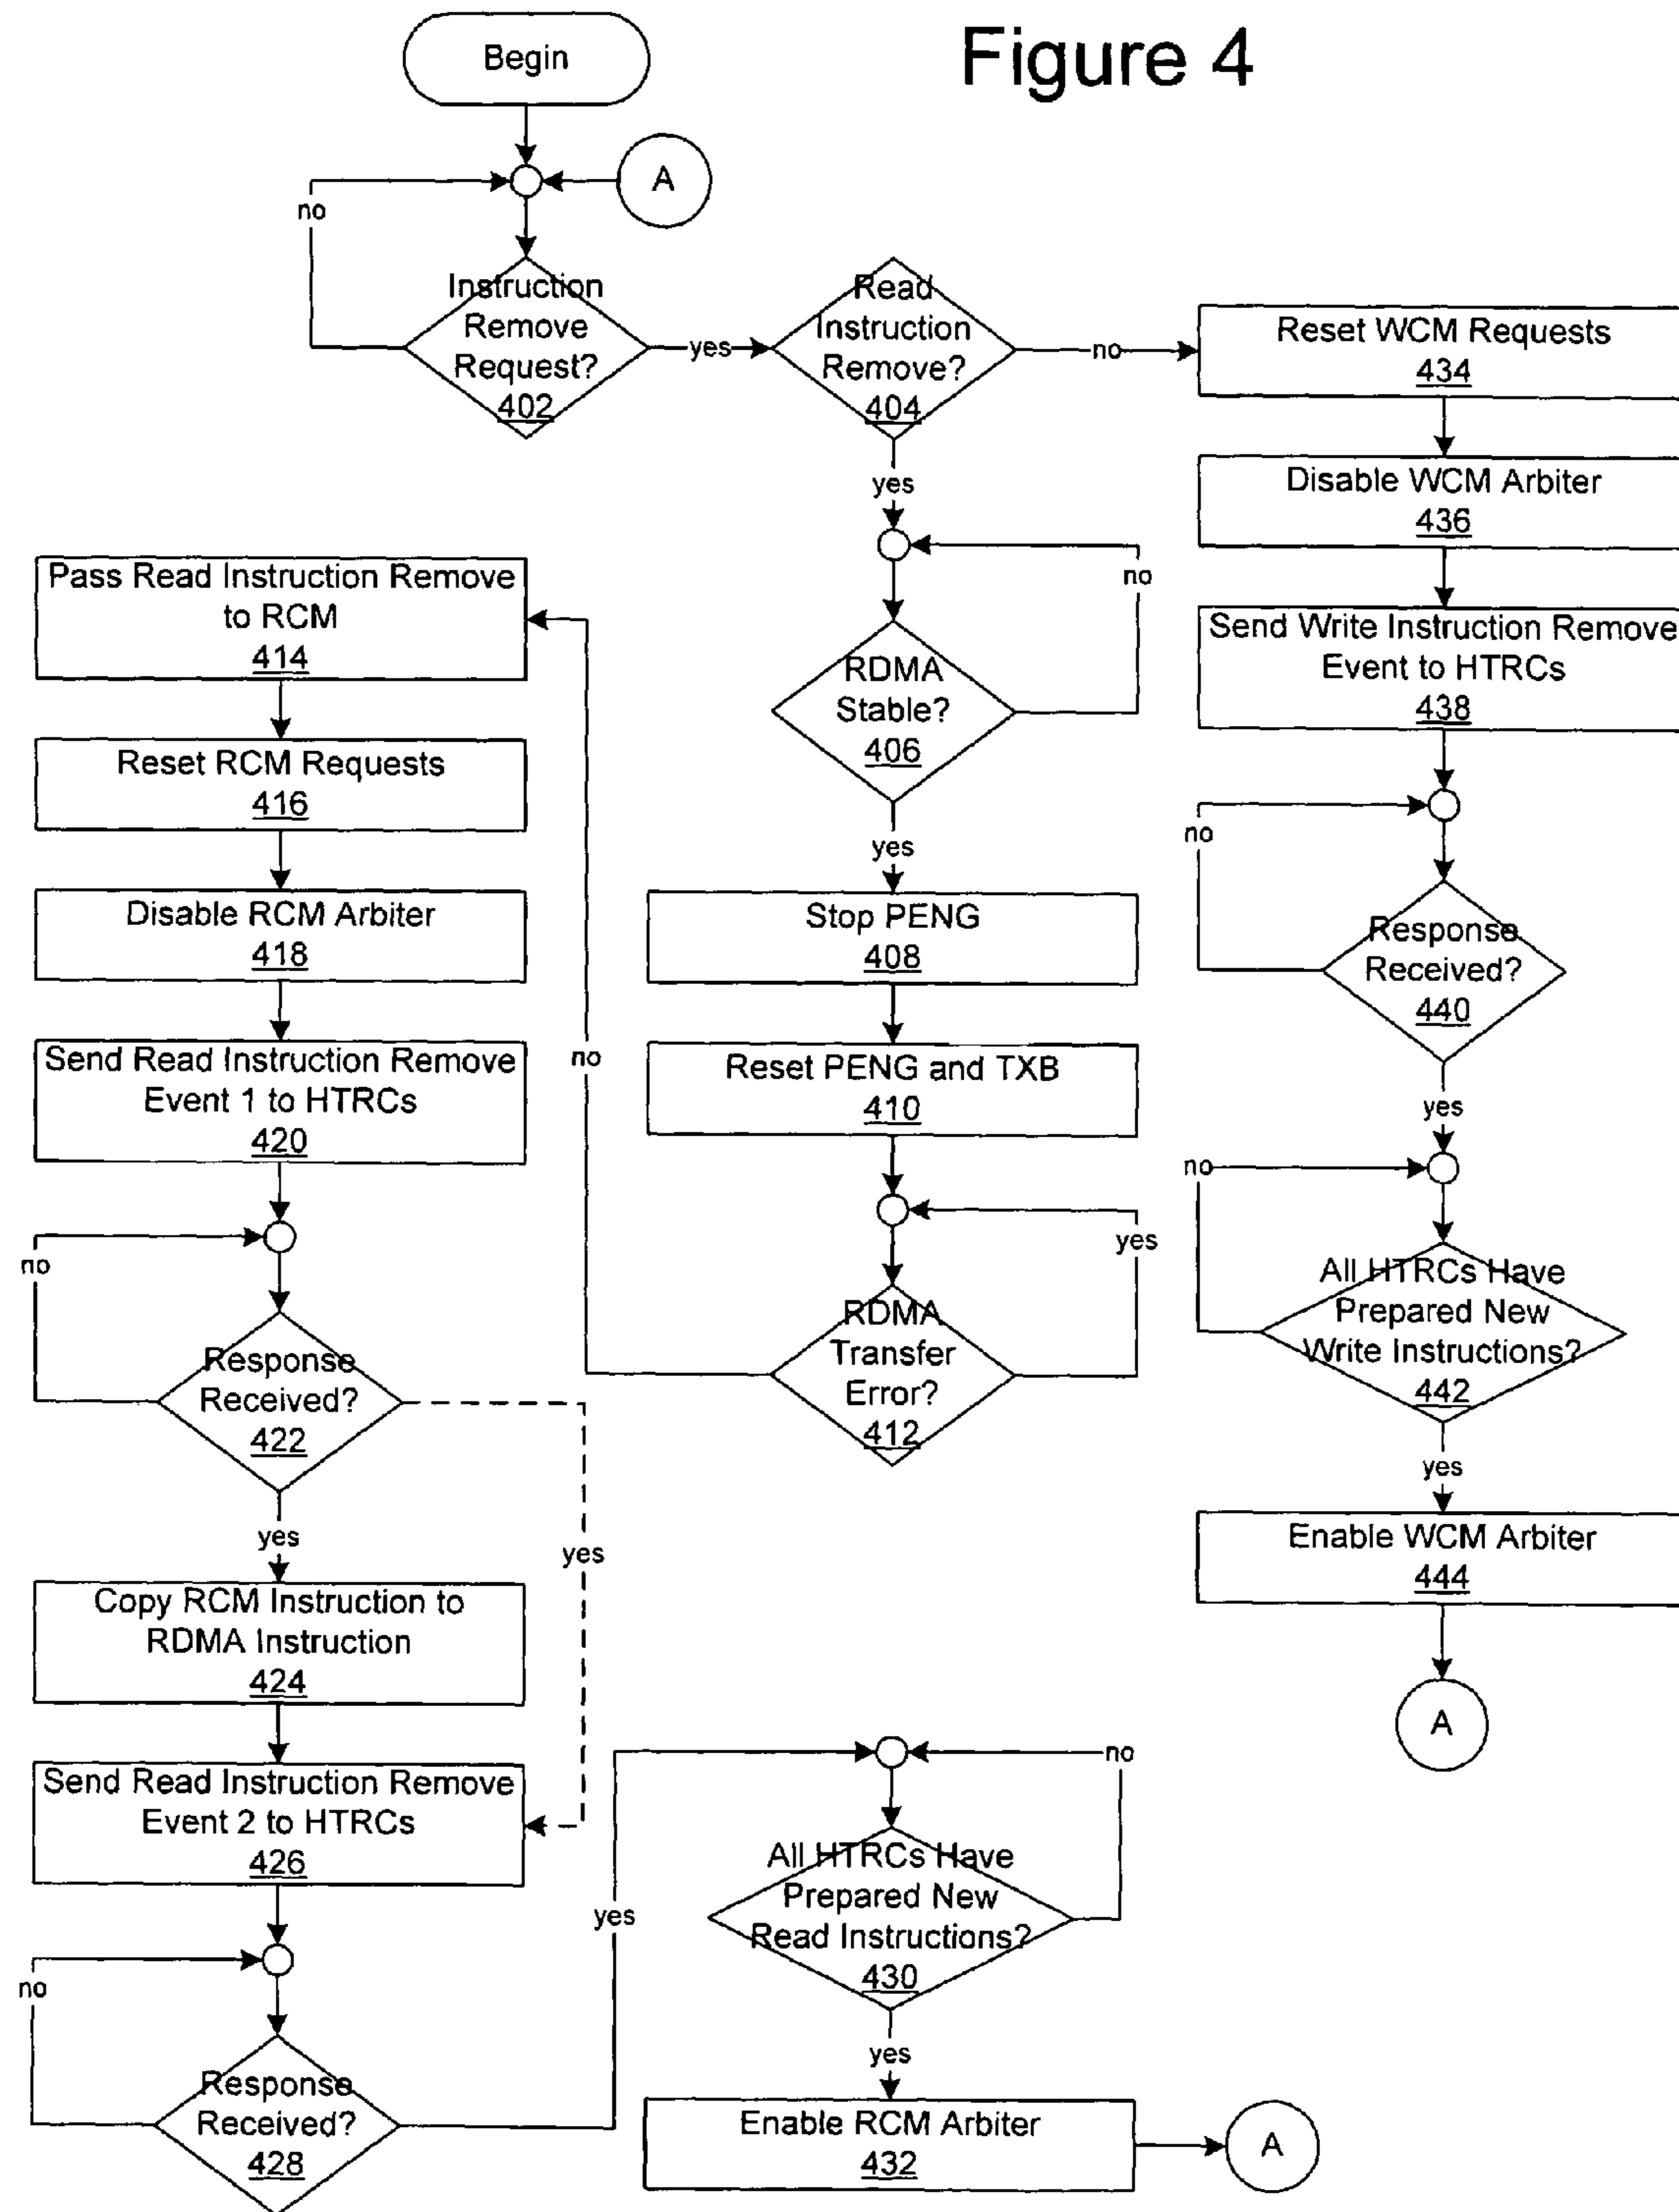 Figure 4
Begin
A
no
Instruction
Remove
Request?
402
yes
Read
Instruction
Remove?
404
no
yes
Reset WCM Requests
434
Disable WCM Arbiter
436
Send Write Instruction Remove
Event to HTRCs
438
no
Response
Received?
440
yes
no
All HTRCs Have
Prepared New
Write Instructions?
442
yes
Enable WCM Arbiter
444
A
no
RDMA
Stable?
406
yes
Stop PENG
408
Reset PENG and TXB
410
yes
RDMA
Transfer
Error?
412
no
Pass Read Instruction Remove
to RCM
414
Reset RCM Requests
416
Disable RCM Arbiter
418
Send Read Instruction Remove
Event 1 to HTRCs
420
no
Response
Received?
422
yes
yes
Copy RCM Instruction to
RDMA Instruction
424
Send Read Instruction Remove
Event 2 to HTRCs
426
no
Response
Received?
428
yes
no
All HTRCs Have
Prepared New
Read Instructions?
430
yes
Enable RCM Arbiter
432
A